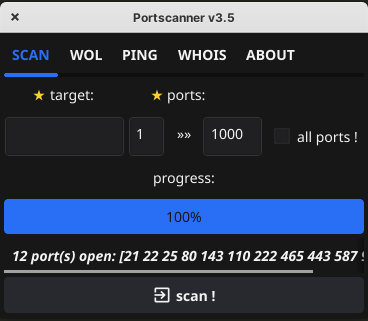 Portscanner v3.5
SCAN WOL PING WHOIS ABOUT
★ target: ★ ports:
1 »» 1000 all ports !
progress:
100%
12 port(s) open: [21 22 25 80 143 110 222 465 443 587
scan !